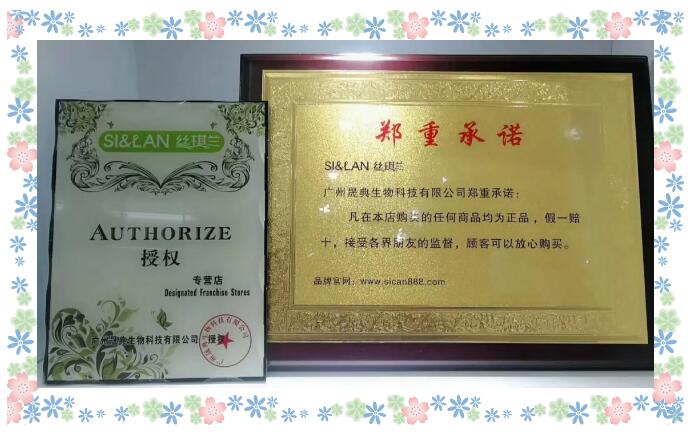 SI&LAN 丝琪兰
AUTHORIZE
授权
专营店
Designated Franchise Stores
广州晟典生物科技有限公司 授权
郑重承诺
SI&LAN 丝琪兰
广州晟典生物科技有限公司郑重承诺：
凡在本店购买的任何商品均为正品，假一赔
十，接受各界朋友的监督，顾客可以放心购买。
品牌官网：www.sican888.com